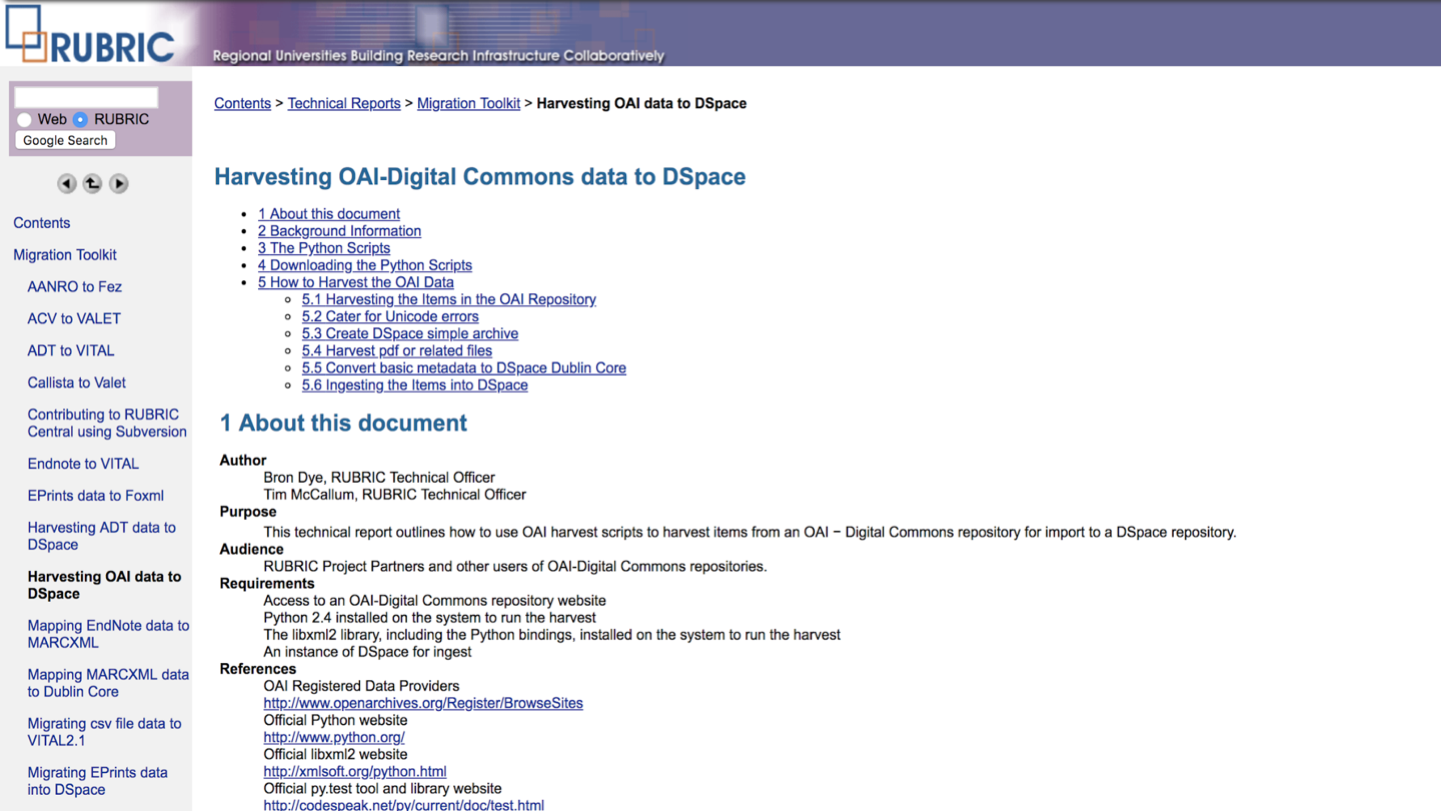 RUBRIC
Regional Universities Building Research Infrastructure Collaboratively
Web RUBRIC
Google Search
Contents
Migration Toolkit
AANRO to Fez
ACV to VALET
ADT to VITAL
Callista to Valet
Contributing to RUBRIC
Central using Subversion
Endnote to VITAL
EPrints data to Foxml
Harvesting ADT data to
DSpace
Harvesting OAI data to
DSpace
Mapping EndNote data to
MARCXML
Mapping MARCXML data
to Dublin Core
Migrating csv file data to
VITAL2.1
Migrating EPrints data
into DSpace
Contents > Technical Reports > Migration Toolkit > Harvesting OAI data to DSpace
Harvesting OAI-Digital Commons data to DSpace
1 About this document
2 Background Information
3 The Python Scripts
4 Downloading the Python Scripts
5 How to Harvest the OAI Data
5.1 Harvesting the Items in the OAI Repository
5.2 Cater for Unicode errors
5.3 Create DSpace simple archive
5.4 Harvest pdf or related files
5.5 Convert basic metadata to DSpace Dublin Core
5.6 Ingesting the Items into DSpace
1 About this document
Author
Bron Dye, RUBRIC Technical Officer
Tim McCallum, RUBRIC Technical Officer
Purpose
This technical report outlines how to use OAI harvest scripts to harvest items from an OAI – Digital Commons repository for import to a DSpace repository.
Audience
RUBRIC Project Partners and other users of OAI-Digital Commons repositories.
Requirements
Access to an OAI-Digital Commons repository website
Python 2.4 installed on the system to run the harvest
The libxml2 library, including the Python bindings, installed on the system to run the harvest
An instance of DSpace for ingest
References
OAI Registered Data Providers
http://www.openarchives.org/Register/BrowseSites
Official Python website
http://www.python.org/
Official libxml2 website
http://xmlsoft.org/python.html
Official py.test tool and library website
http://codespeak.net/py/current/doc/test.html